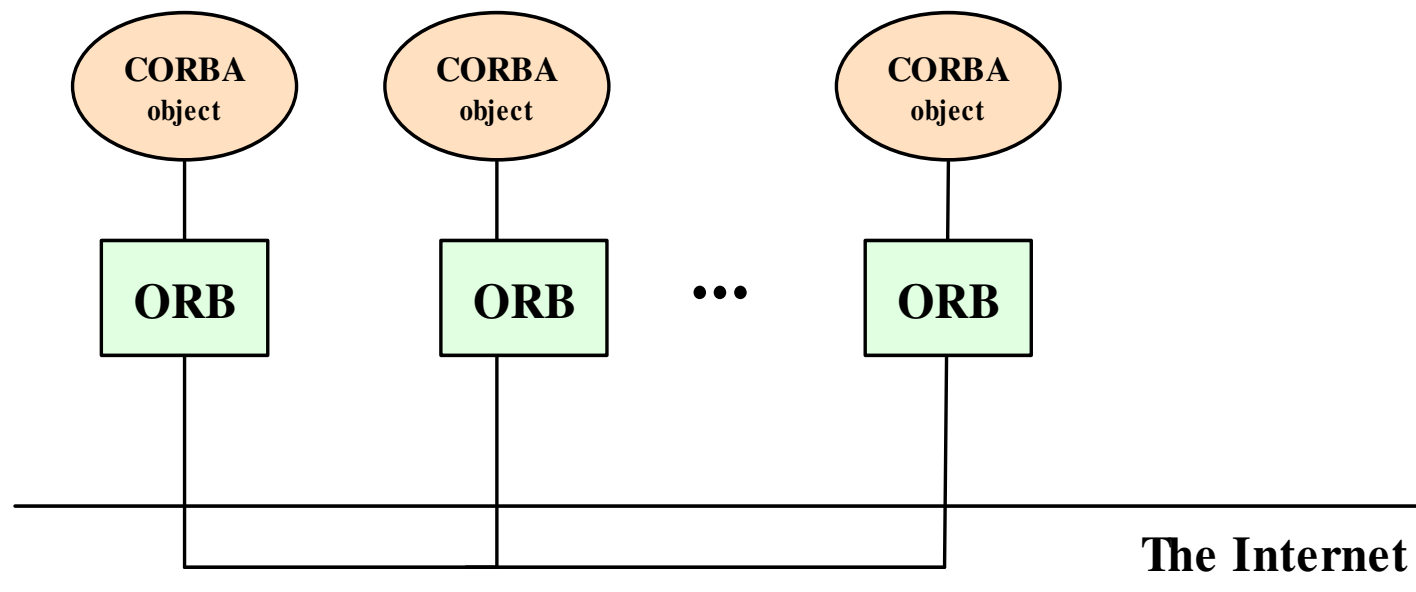 CORBA
object
CORBA
object
CORBA
object
ORB
ORB
•••
ORB
The Internet